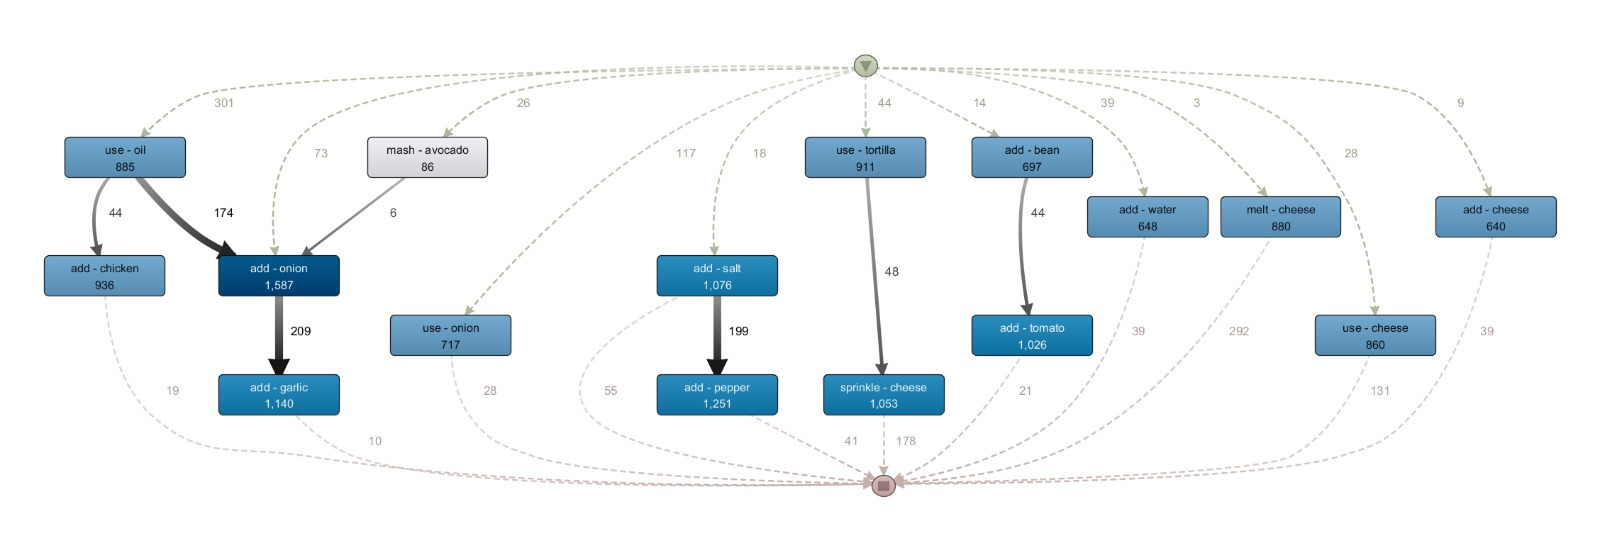 301
26
44
14
39
3
9
use - oil
885
73
mash - avocado
86
117
18
use - tortilla
911
add - bean
697
28
44
174
6
44
add - water
648
melt - cheese
880
add - cheese
640
add - chicken
936
add - onion
1,587
add - salt
1,076
48
209
use - onion
717
199
add - tomato
1,026
39
292
use - cheese
860
39
19
add - garlic
1,140
28
55
add - pepper
1,251
sprinkle - cheese
1,053
21
131
10
41
178